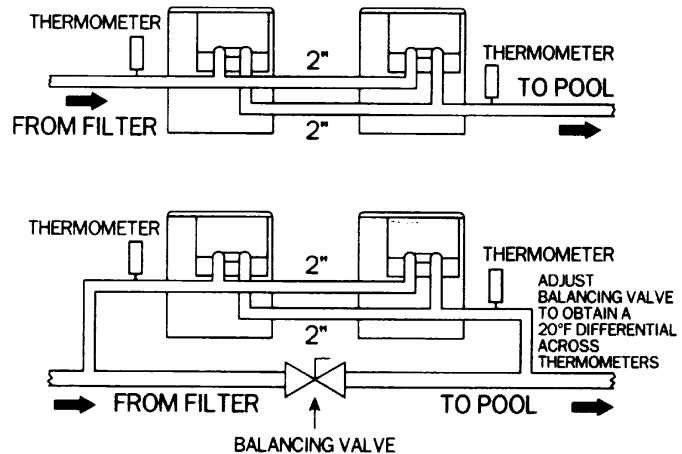 THERMOMETER
2"
THERMOMETER
TO POOL
FROM FILTER
2"
THERMOMETER
2"
THERMOMETER
ADJUST
BALANCING VALVE
TO OBTAIN A
20°F DIFFERENTIAL
ACROSS
THERMOMETERS
2"
FROM FILTER
TO POOL
BALANCING VALVE